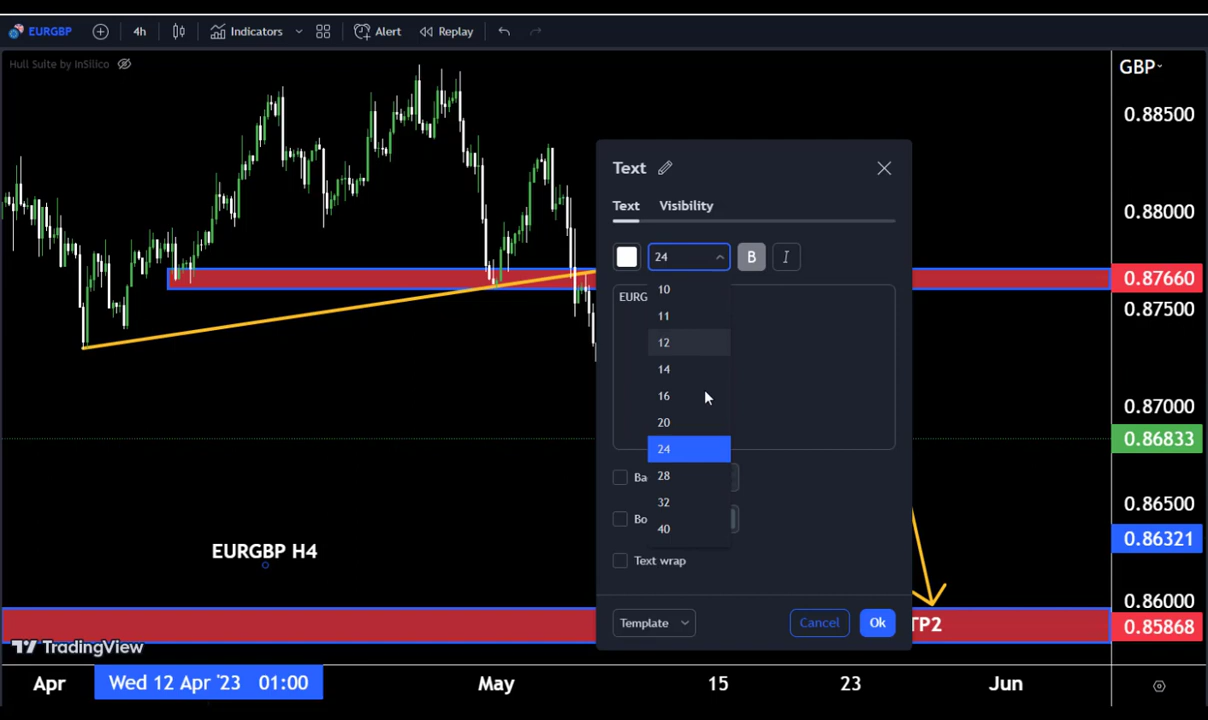 EURGBP 4h Indicators Alert Replay
Hull Suite by InSilico
GBP
0.88500
0.88000
0.87660
0.87500
0.87000
0.86833
0.86500
0.86321
0.86000
0.85868
Text
Text Visibility
24 B I
EURG
10
11
12
14
16
20
24
28
32
40
Ba
Bo
Text wrap
Template Cancel Ok
EURGBP H4
TP2
TradingView
Apr Wed 12 Apr '23 01:00 May 15 23 Jun